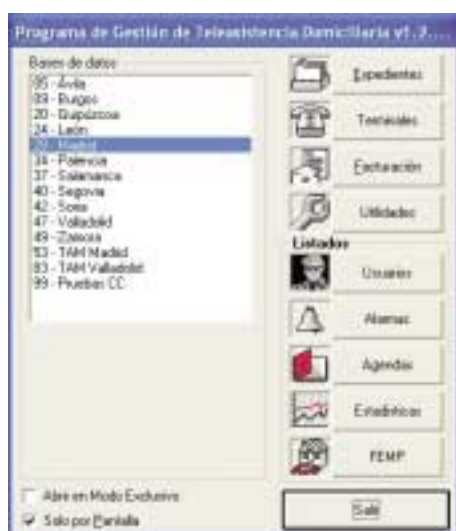 Programa de Gestión de Teleasistencia Domiciliaria v1.7....
Bases de datos
05 - Ávila
09 - Burgos
20 - Guipúzcoa
24 - León
28 - Madrid
34 - Palencia
37 - Salamanca
40 - Segovia
42 - Soria
47 - Valladolid
49 - Zamora
53 - TAM Madrid
83 - TAM Valladolid
99 - Pruebas CC
Abrir en Modo Exclusivo
Solo por Pantalla
Expedientes
Terminales
Facturación
Utilidades
Listados
Usuarios
Alarmas
Agendas
Estadísticas
FEMP
Salir